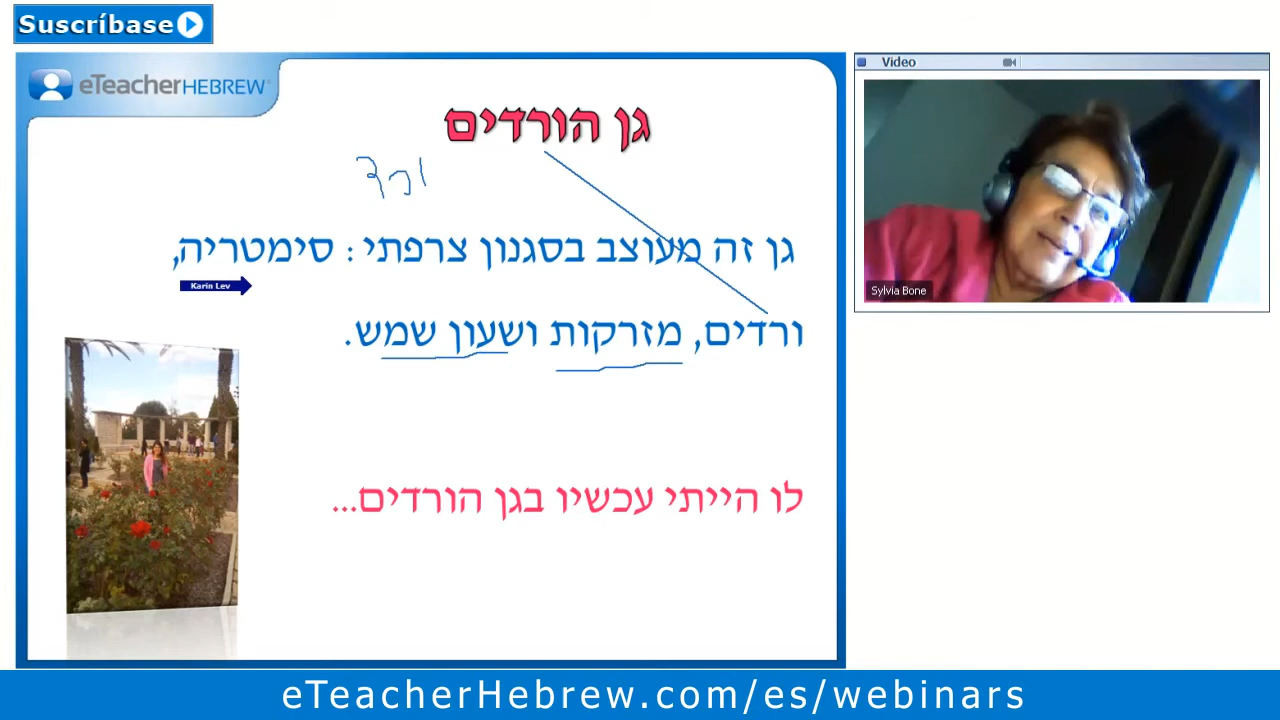 Suscríbase
eTeacherHEBREW
גן הורדים
ורד
גן זה מעוצב בסגנון צרפתי: סימטריה,
Karin Lev
ורדים, מזרקות ושעון שמש.
לו הייתי עכשיו בגן הורדים...
Video
Sylvia Bone
eTeacherHebrew.com/es/webinars